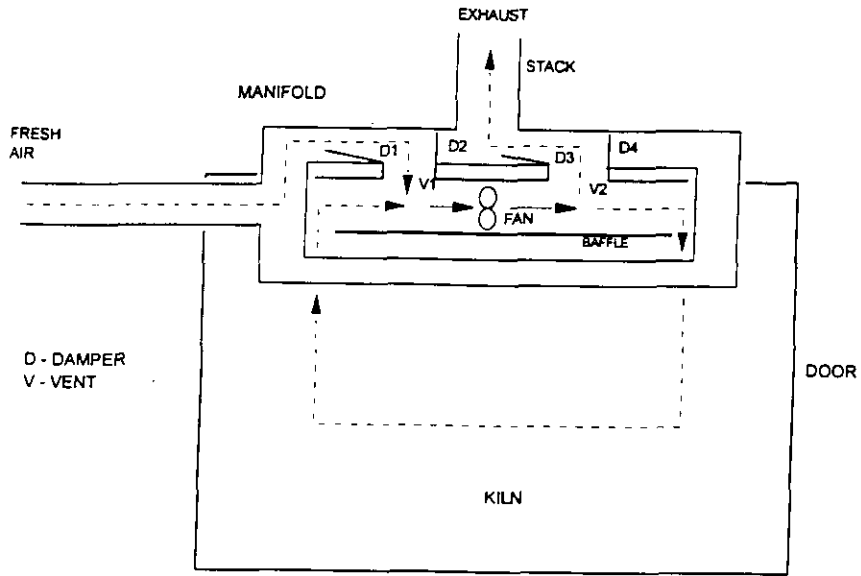 EXHAUST
STACK
MANIFOLD
FRESH
AIR
D1
D2
D3
D4
V1
V2
FAN
BAFFLE
D - DAMPER
V - VENT
DOOR
KILN